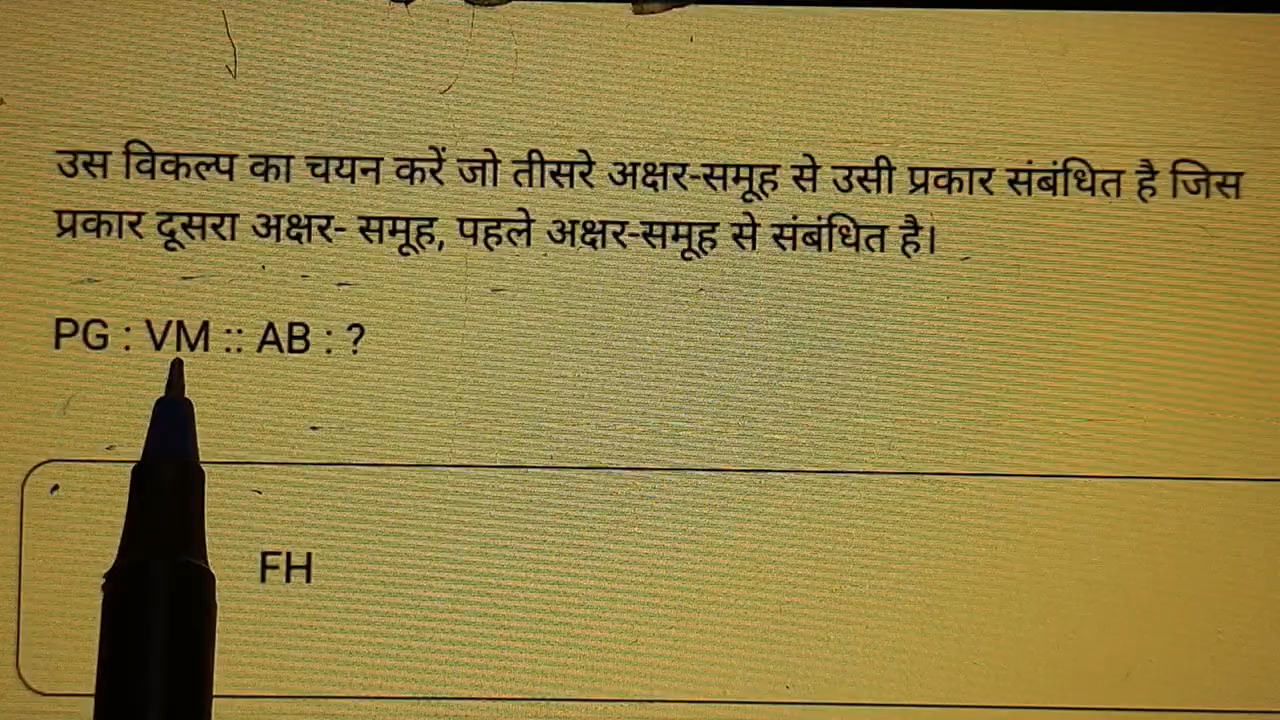 उस विकल्प का चयन करें जो तीसरे अक्षर-समूह से उसी प्रकार संबंधित है जिस
प्रकार दूसरा अक्षर- समूह, पहले अक्षर-समूह से संबंधित है।
PG : VM :: AB : ?
FH